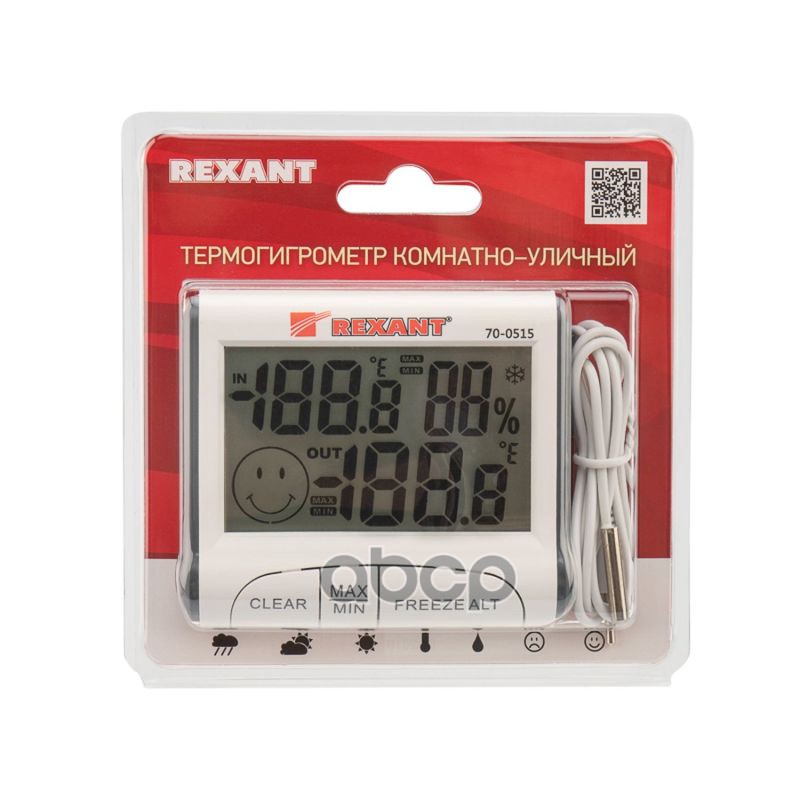 REXANT
ТЕРМОГИГРОМЕТР КОМНАТНО–УЛИЧНЫЙ
REXANT®
70-0515
IN -188.8 °C MAX MIN 88%
OUT -188.8 °C
MAX
MIN
abcp
CLEAR MAX MIN FREEZE ALT